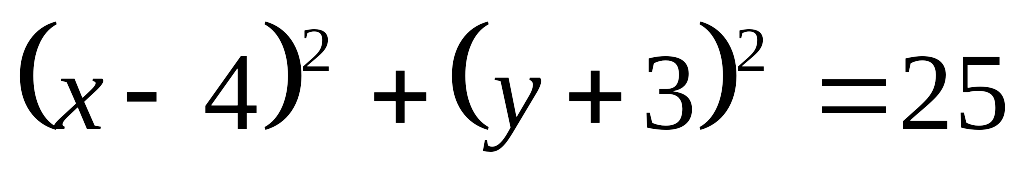 (x - 4)² + (y + 3)² = 25